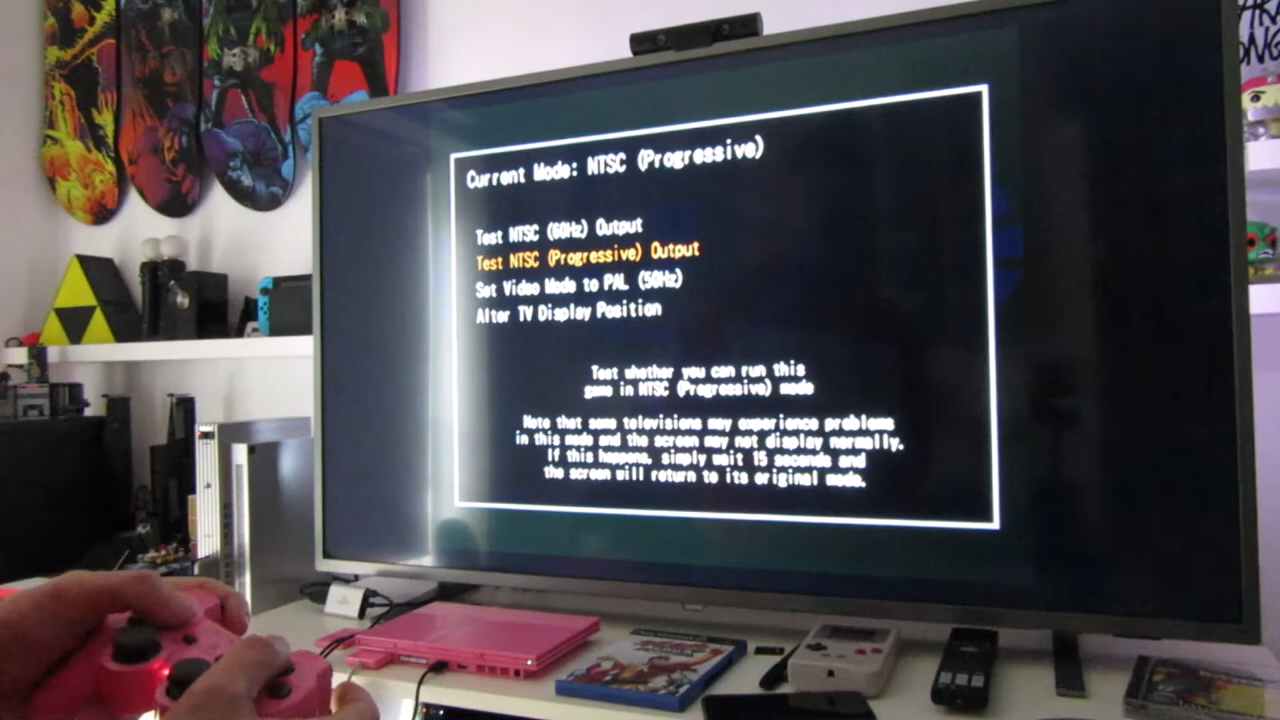 Current Mode: NTSC (Progressive)
Test NTSC (60Hz) Output
Test NTSC (Progressive) Output
Set Video Mode to PAL (50Hz)
Alter TV Display Position
Test whether you can run this
game in NTSC (Progressive) mode
Note that some televisions may experience problems
in this mode and the screen may not display normally.
If this happens, simply wait 15 seconds and
the screen will return to its original mode.